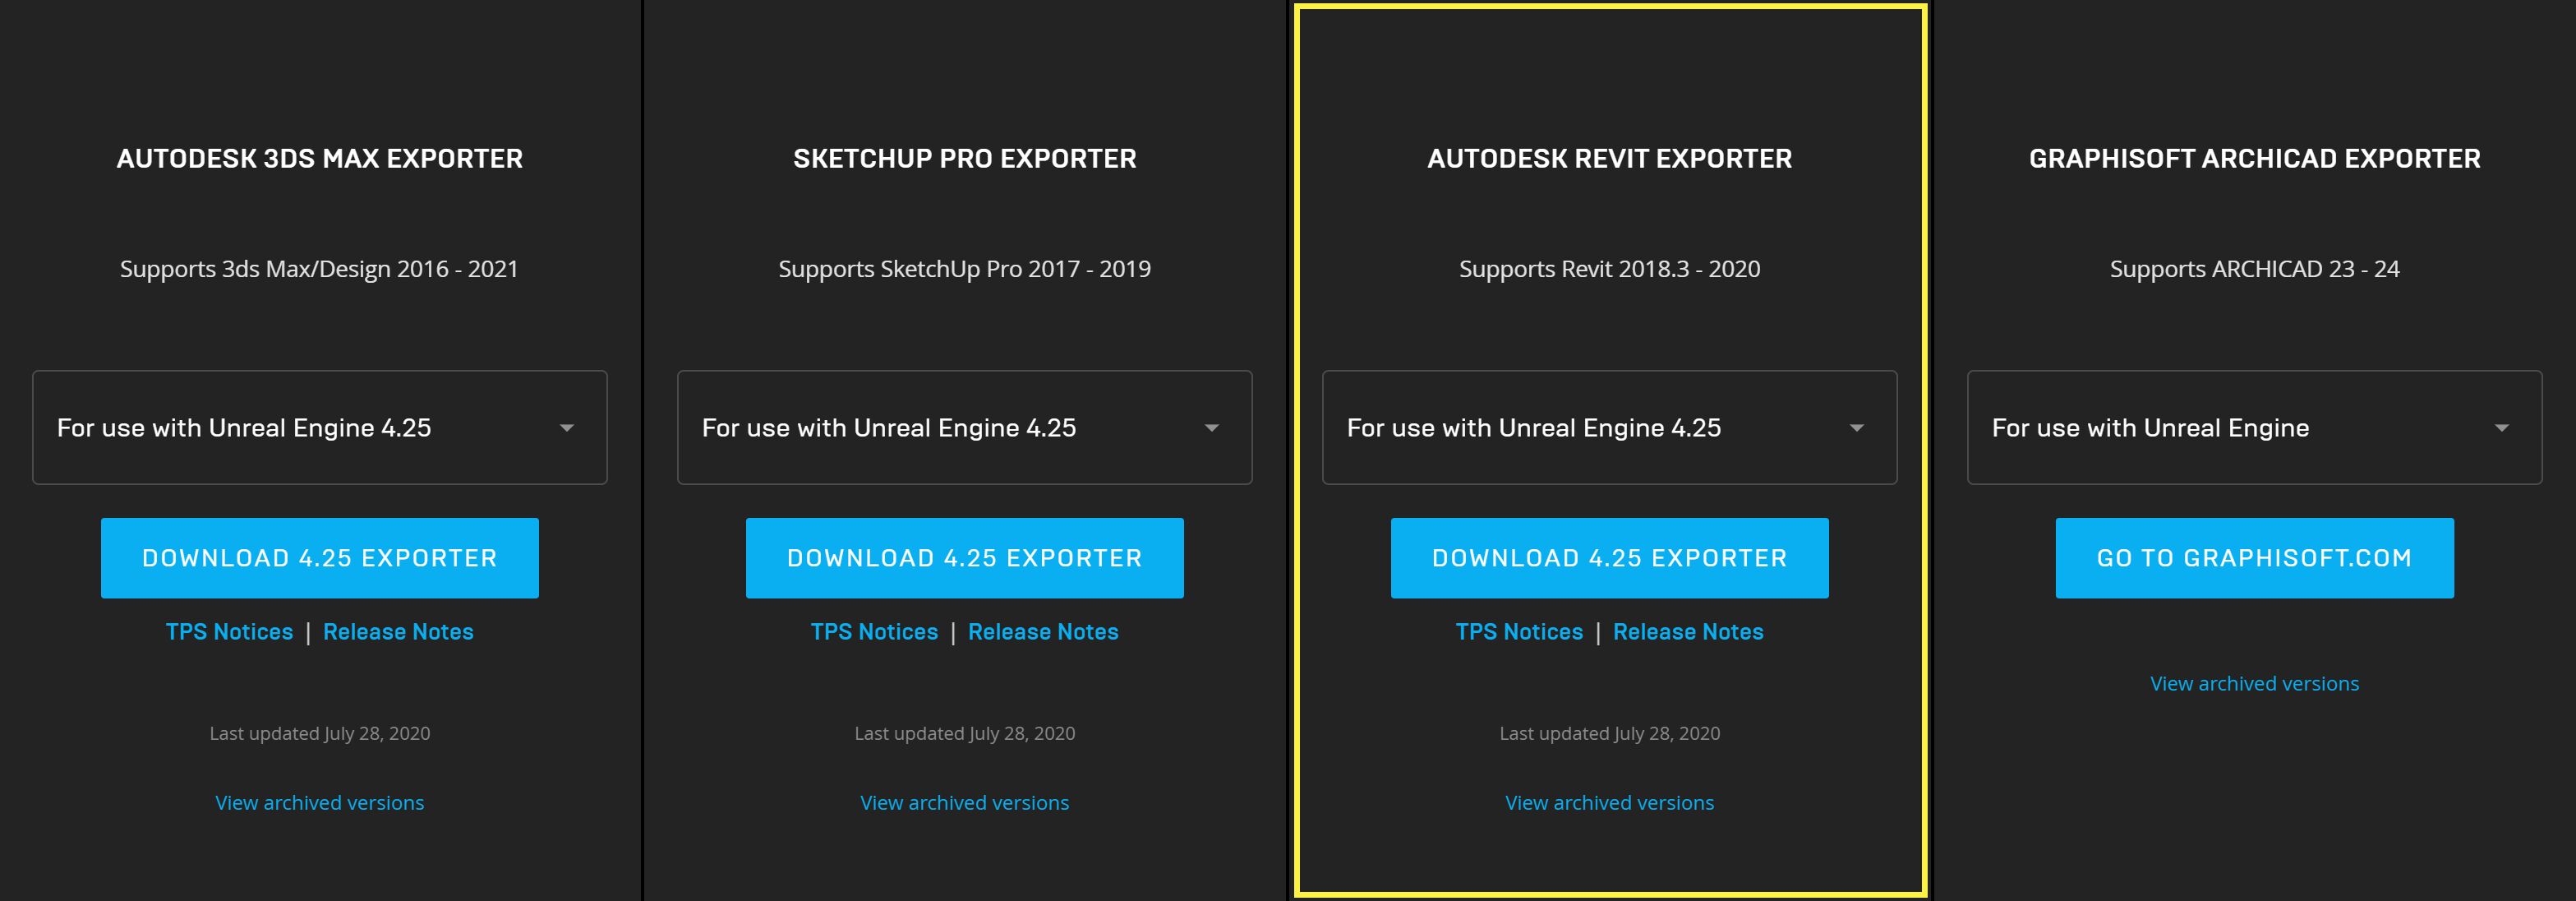 AUTODESK 3DS MAX EXPORTER
Supports 3ds Max/Design 2016 - 2021
For use with Unreal Engine 4.25
DOWNLOAD 4.25 EXPORTER
TPS Notices | Release Notes
Last updated July 28, 2020
View archived versions
SKETCHUP PRO EXPORTER
Supports SketchUp Pro 2017 - 2019
For use with Unreal Engine 4.25
DOWNLOAD 4.25 EXPORTER
TPS Notices | Release Notes
Last updated July 28, 2020
View archived versions
AUTODESK REVIT EXPORTER
Supports Revit 2018.3 - 2020
For use with Unreal Engine 4.25
DOWNLOAD 4.25 EXPORTER
TPS Notices | Release Notes
Last updated July 28, 2020
View archived versions
GRAPHISOFT ARCHICAD EXPORTER
Supports ARCHICAD 23 - 24
For use with Unreal Engine
GO TO GRAPHISOFT.COM
View archived versions